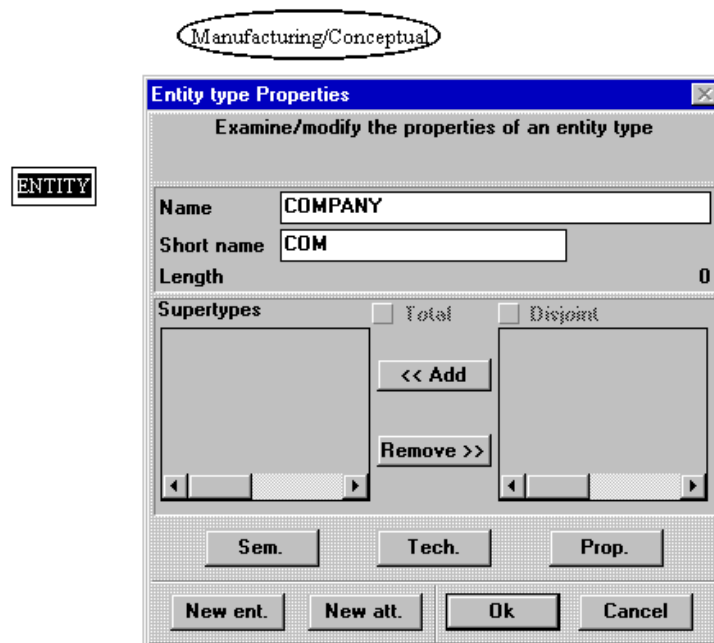 Manufacturing/Conceptual
Entity type Properties
Examine/modify the properties of an entity type
ENTITY
Name COMPANY
Short name COM
Length 0
Supertypes Total Disjoint
<< Add
Remove >>
Sem. Tech. Prop.
New ent. New att. Ok Cancel